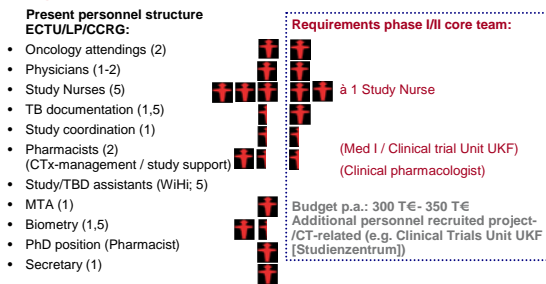 Present personnel structure
ECTU/LP/CCRG:
• Oncology attendings (2)
• Physicians (1-2)
• Study Nurses (5)
• TB documentation (1,5)
• Study coordination (1)
• Pharmacists (2)
(CTx-management / study support)
• Study/TBD assistants (WiHi; 5)
• MTA (1)
• Biometry (1,5)
• PhD position (Pharmacist)
• Secretary (1)
Requirements phase I/II core team:
à 1 Study Nurse
(Med I / Clinical trial Unit UKF)
(Clinical pharmacologist)
Budget p.a.: 300 T€- 350 T€
Additional personnel recruited project-
/CT-related (e.g. Clinical Trials Unit UKF
[Studienzentrum])